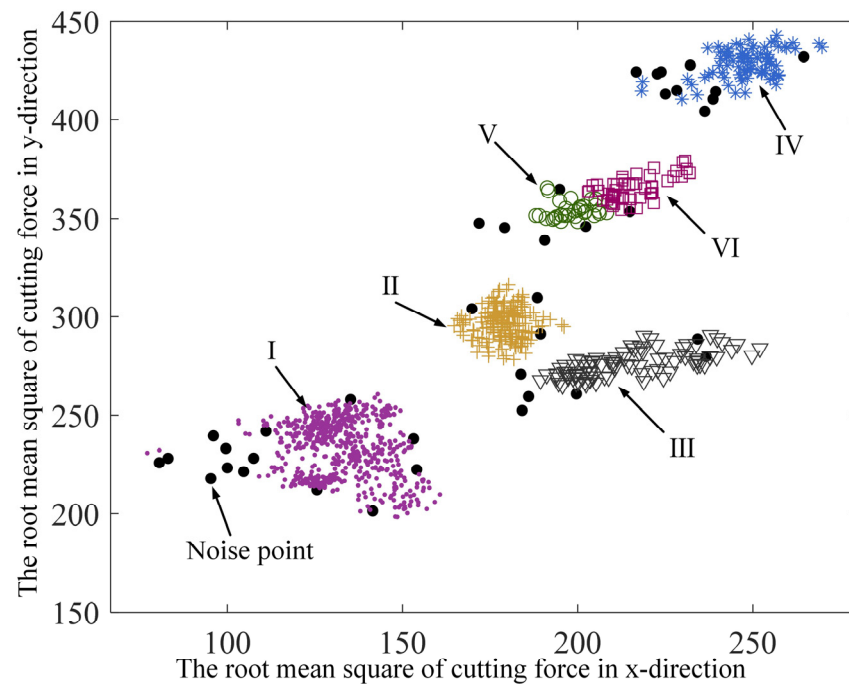 The root mean square of cutting force in y-direction
450
400
350
300
250
200
150
IV
V
VI
II
I
III
Noise point
100
150
200
250
The root mean square of cutting force in x-direction